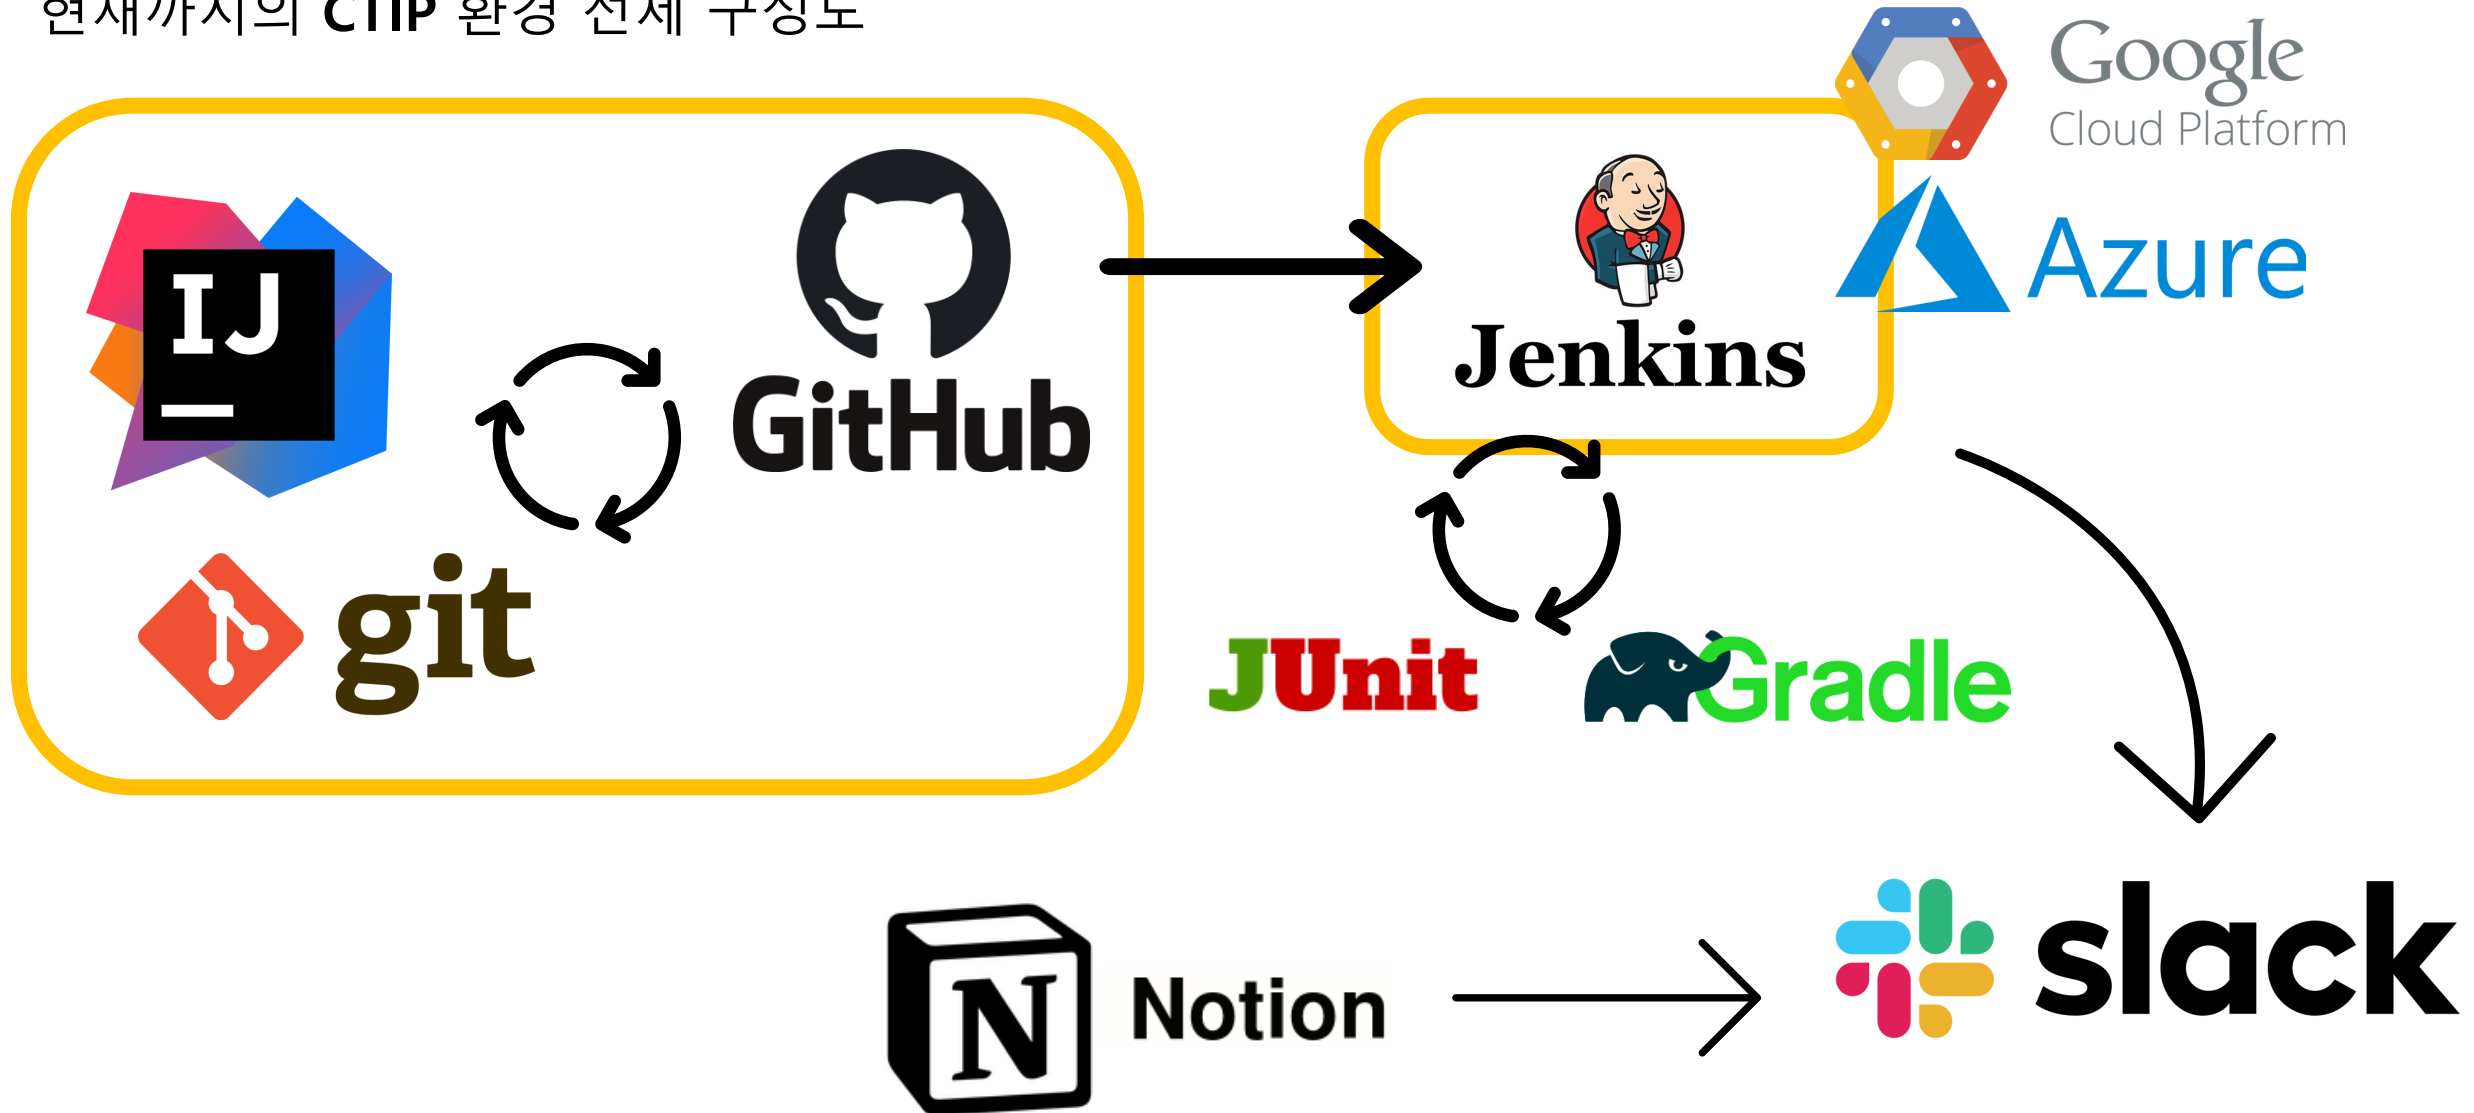 현재까지의 CTIP 환경 전체 구성도
Google
Cloud Platform
IJ
GitHub
Jenkins
Azure
git
JUnit
Gradle
N
Notion
slack